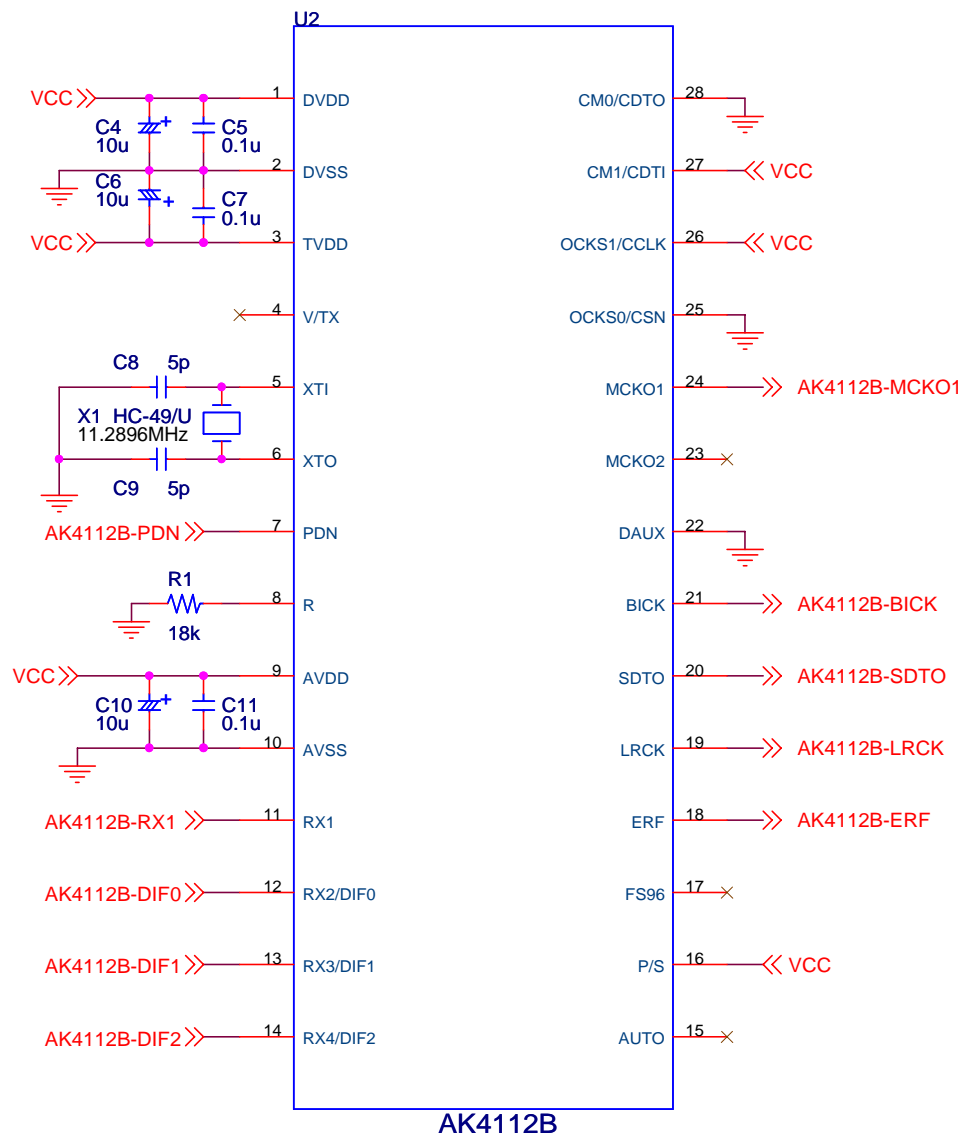 U2
VCC 1 DVDD CM0/CDTO 28
C4 10u C5 0.1u
2 DVSS CM1/CDTI 27 VCC
C6 10u C7 0.1u
VCC 3 TVDD OCKS1/CCLK 26 VCC
4 V/TX OCKS0/CSN 25
C8 5p
5 XTI MCKO1 24 AK4112B-MCKO1
X1 HC-49/U
11.2896MHz
6 XTO MCKO2 23
C9 5p
AK4112B-PDN 7 PDN DAUX 22
R1
8 R BICK 21 AK4112B-BICK
18k
VCC 9 AVDD SDTO 20 AK4112B-SDTO
C10 10u C11 0.1u
10 AVSS LRCK 19 AK4112B-LRCK
AK4112B-RX1 11 RX1 ERF 18 AK4112B-ERF
AK4112B-DIF0 12 RX2/DIF0 FS96 17
AK4112B-DIF1 13 RX3/DIF1 P/S 16 VCC
AK4112B-DIF2 14 RX4/DIF2 AUTO 15
AK4112B